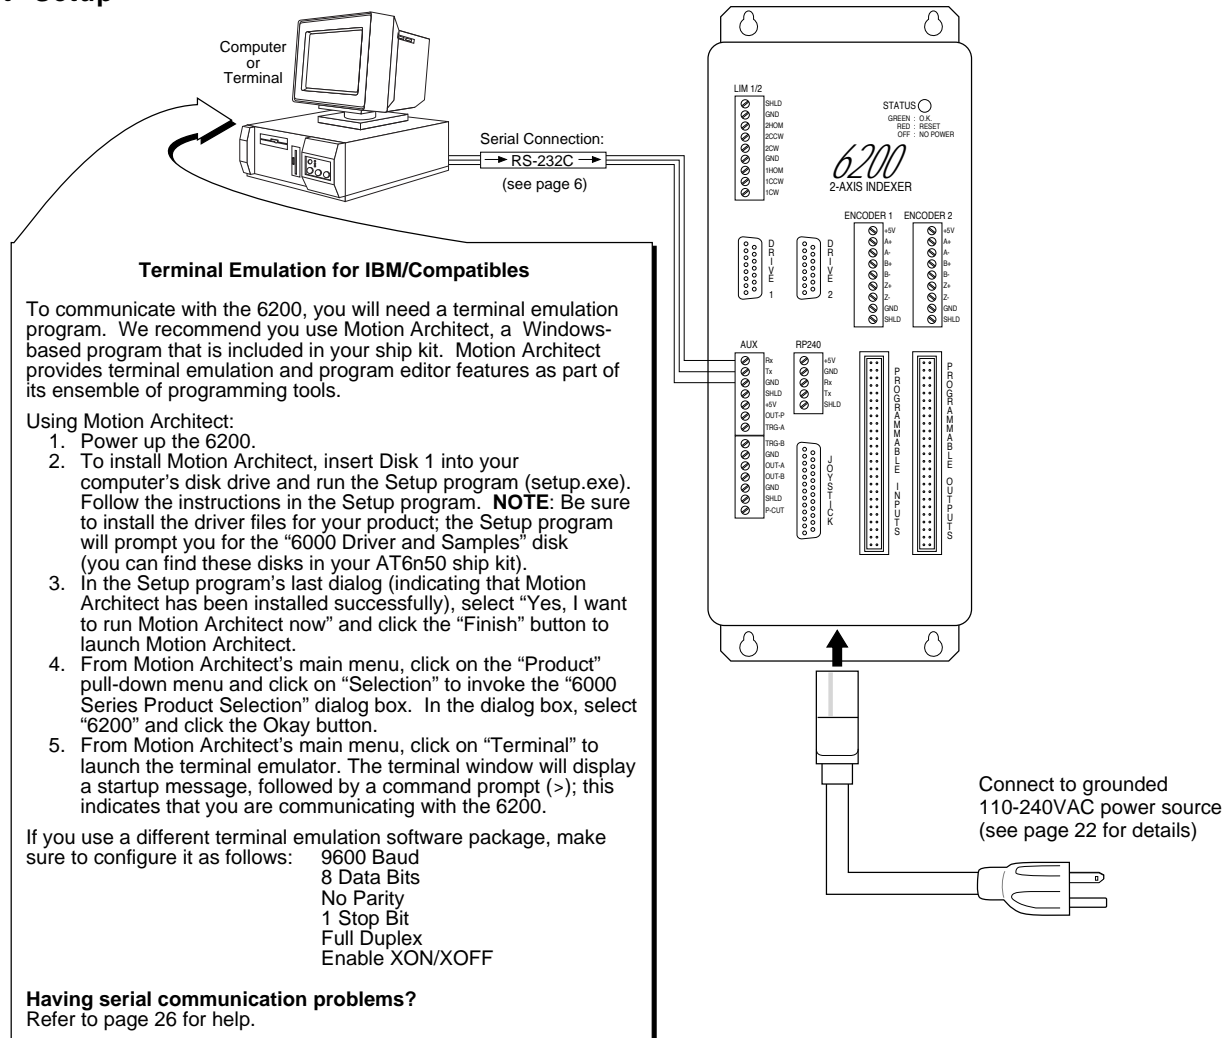 Setup
Computer
or
Terminal
Serial Connection:
RS-232C
(see page 6)
LIM 1/2
SHLD
GND
2HOM
2CCW
2CW
GND
1HOM
1CCW
1CW
STATUS
GREEN : O.K.
RED : RESET
OFF : NO POWER
6200
2-AXIS INDEXER
DRIVE 1
DRIVE 2
ENCODER 1
+5V
A+
A-
B+
B-
Z+
Z-
GND
SHLD
ENCODER 2
+5V
A+
A-
B+
B-
Z+
Z-
GND
SHLD
AUX
Rx
Tx
GND
SHLD
+5V
OUT-P
TRG-A
TRG-B
GND
OUT-A
OUT-B
GND
SHLD
P-CUT
RP240
+5V
GND
Rx
Tx
SHLD
JOYSTICK
PROGRAMMABLE INPUTS
PROGRAMMABLE OUTPUTS
Terminal Emulation for IBM/Compatibles
To communicate with the 6200, you will need a terminal emulation
program. We recommend you use Motion Architect, a Windows-
based program that is included in your ship kit. Motion Architect
provides terminal emulation and program editor features as part of
its ensemble of programming tools.
Using Motion Architect:
1. Power up the 6200.
2. To install Motion Architect, insert Disk 1 into your
computer's disk drive and run the Setup program (setup.exe).
Follow the instructions in the Setup program. NOTE: Be sure
to install the driver files for your product; the Setup program
will prompt you for the “6000 Driver and Samples” disk
(you can find these disks in your AT6n50 ship kit).
3. In the Setup program's last dialog (indicating that Motion
Architect has been installed successfully), select “Yes, I want
to run Motion Architect now” and click the “Finish” button to
launch Motion Architect.
4. From Motion Architect's main menu, click on the “Product”
pull-down menu and click on “Selection” to invoke the “6000
Series Product Selection” dialog box. In the dialog box, select
“6200” and click the Okay button.
5. From Motion Architect's main menu, click on “Terminal” to
launch the terminal emulator. The terminal window will display
a startup message, followed by a command prompt (>); this
indicates that you are communicating with the 6200.
If you use a different terminal emulation software package, make
sure to configure it as follows: 9600 Baud
8 Data Bits
No Parity
1 Stop Bit
Full Duplex
Enable XON/XOFF
Having serial communication problems?
Refer to page 26 for help.
Connect to grounded
110-240VAC power source
(see page 22 for details)